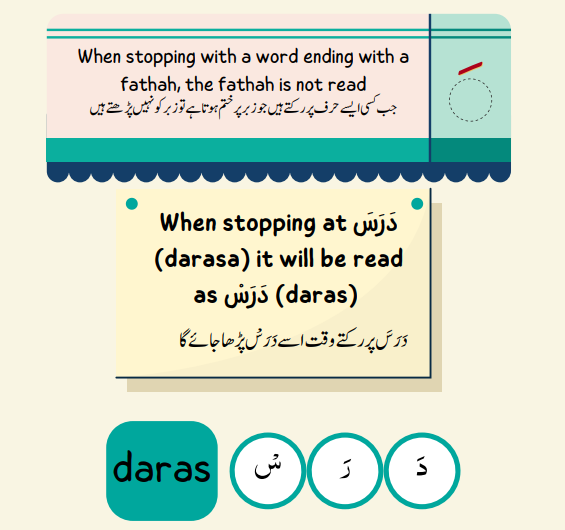 When stopping with a word ending with a
fathah, the fathah is not read
جب کسی ایسے حرف پر رکتے ہیں جو زبر پر ختم ہوتا ہے تو زبر کو نہیں پڑھتے ہیں
When stopping at دَرَسَ
(darasa) it will be read
as دَرَسْ (daras)
دَرَسَ پر رکتے وقت اسے دَرَسْ پڑھا جائے گا
daras سْ رَ دَ